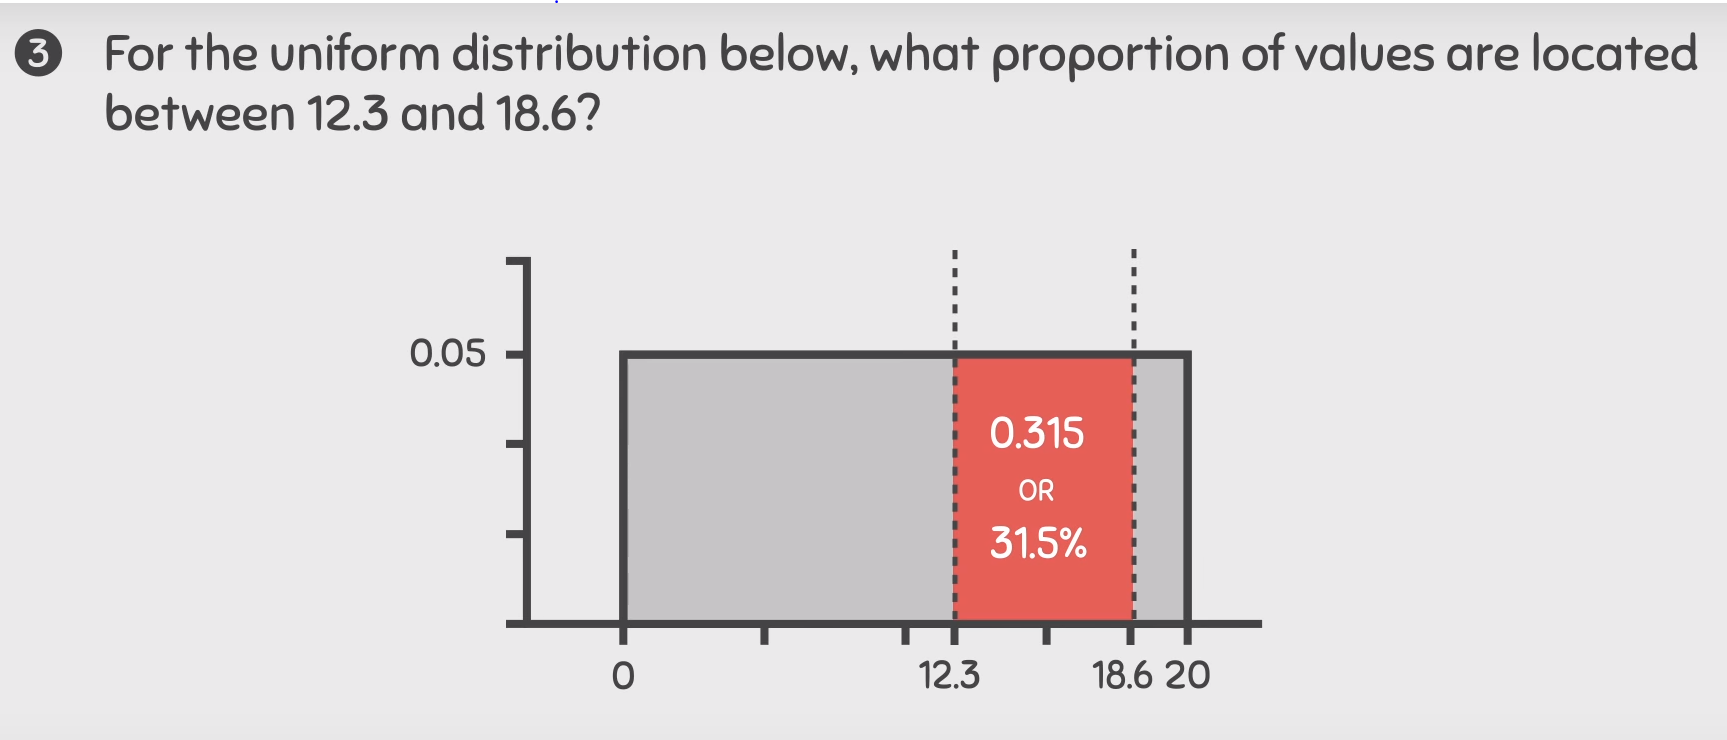 3 For the uniform distribution below, what proportion of values are located
between 12.3 and 18.6?
0.05
0.315
OR
31.5%
0 12.3 18.6 20